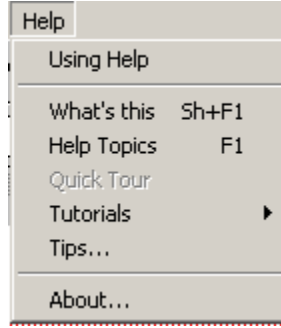 Help
Using Help
What's this Sh+F1
Help Topics F1
Quick Tour
Tutorials
Tips...
About...